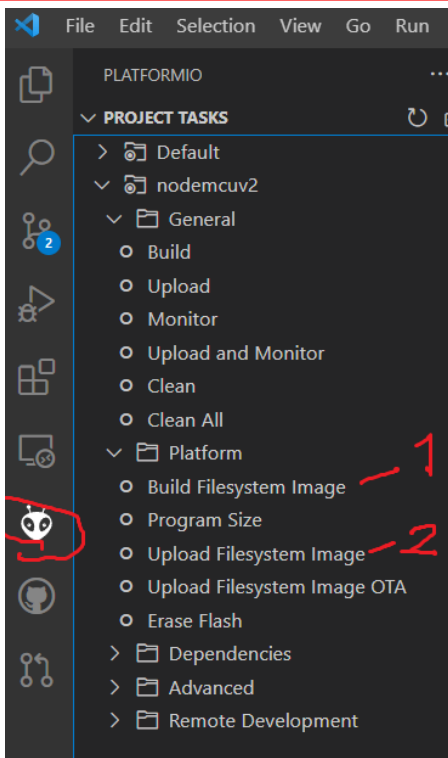 File Edit Selection View Go Run
PLATFORMIO
PROJECT TASKS
Default
nodemcuv2
General
Build
Upload
Monitor
Upload and Monitor
Clean
Clean All
Platform
Build Filesystem Image 1
Program Size
Upload Filesystem Image 2
Upload Filesystem Image OTA
Erase Flash
Dependencies
Advanced
Remote Development
2